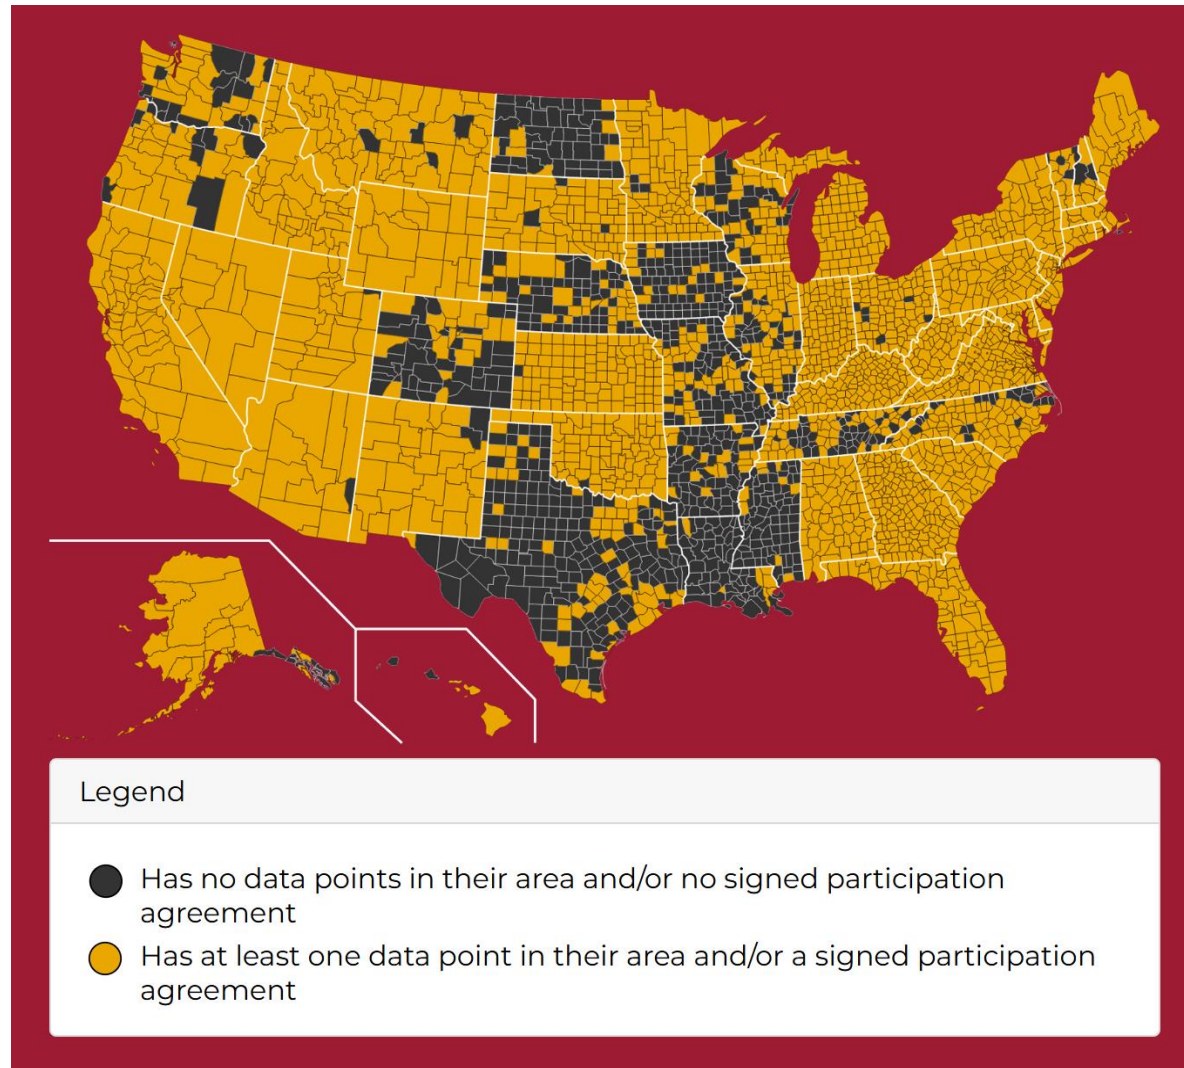 Legend
Has no data points in their area and/or no signed participation
agreement
Has at least one data point in their area and/or a signed participation
agreement